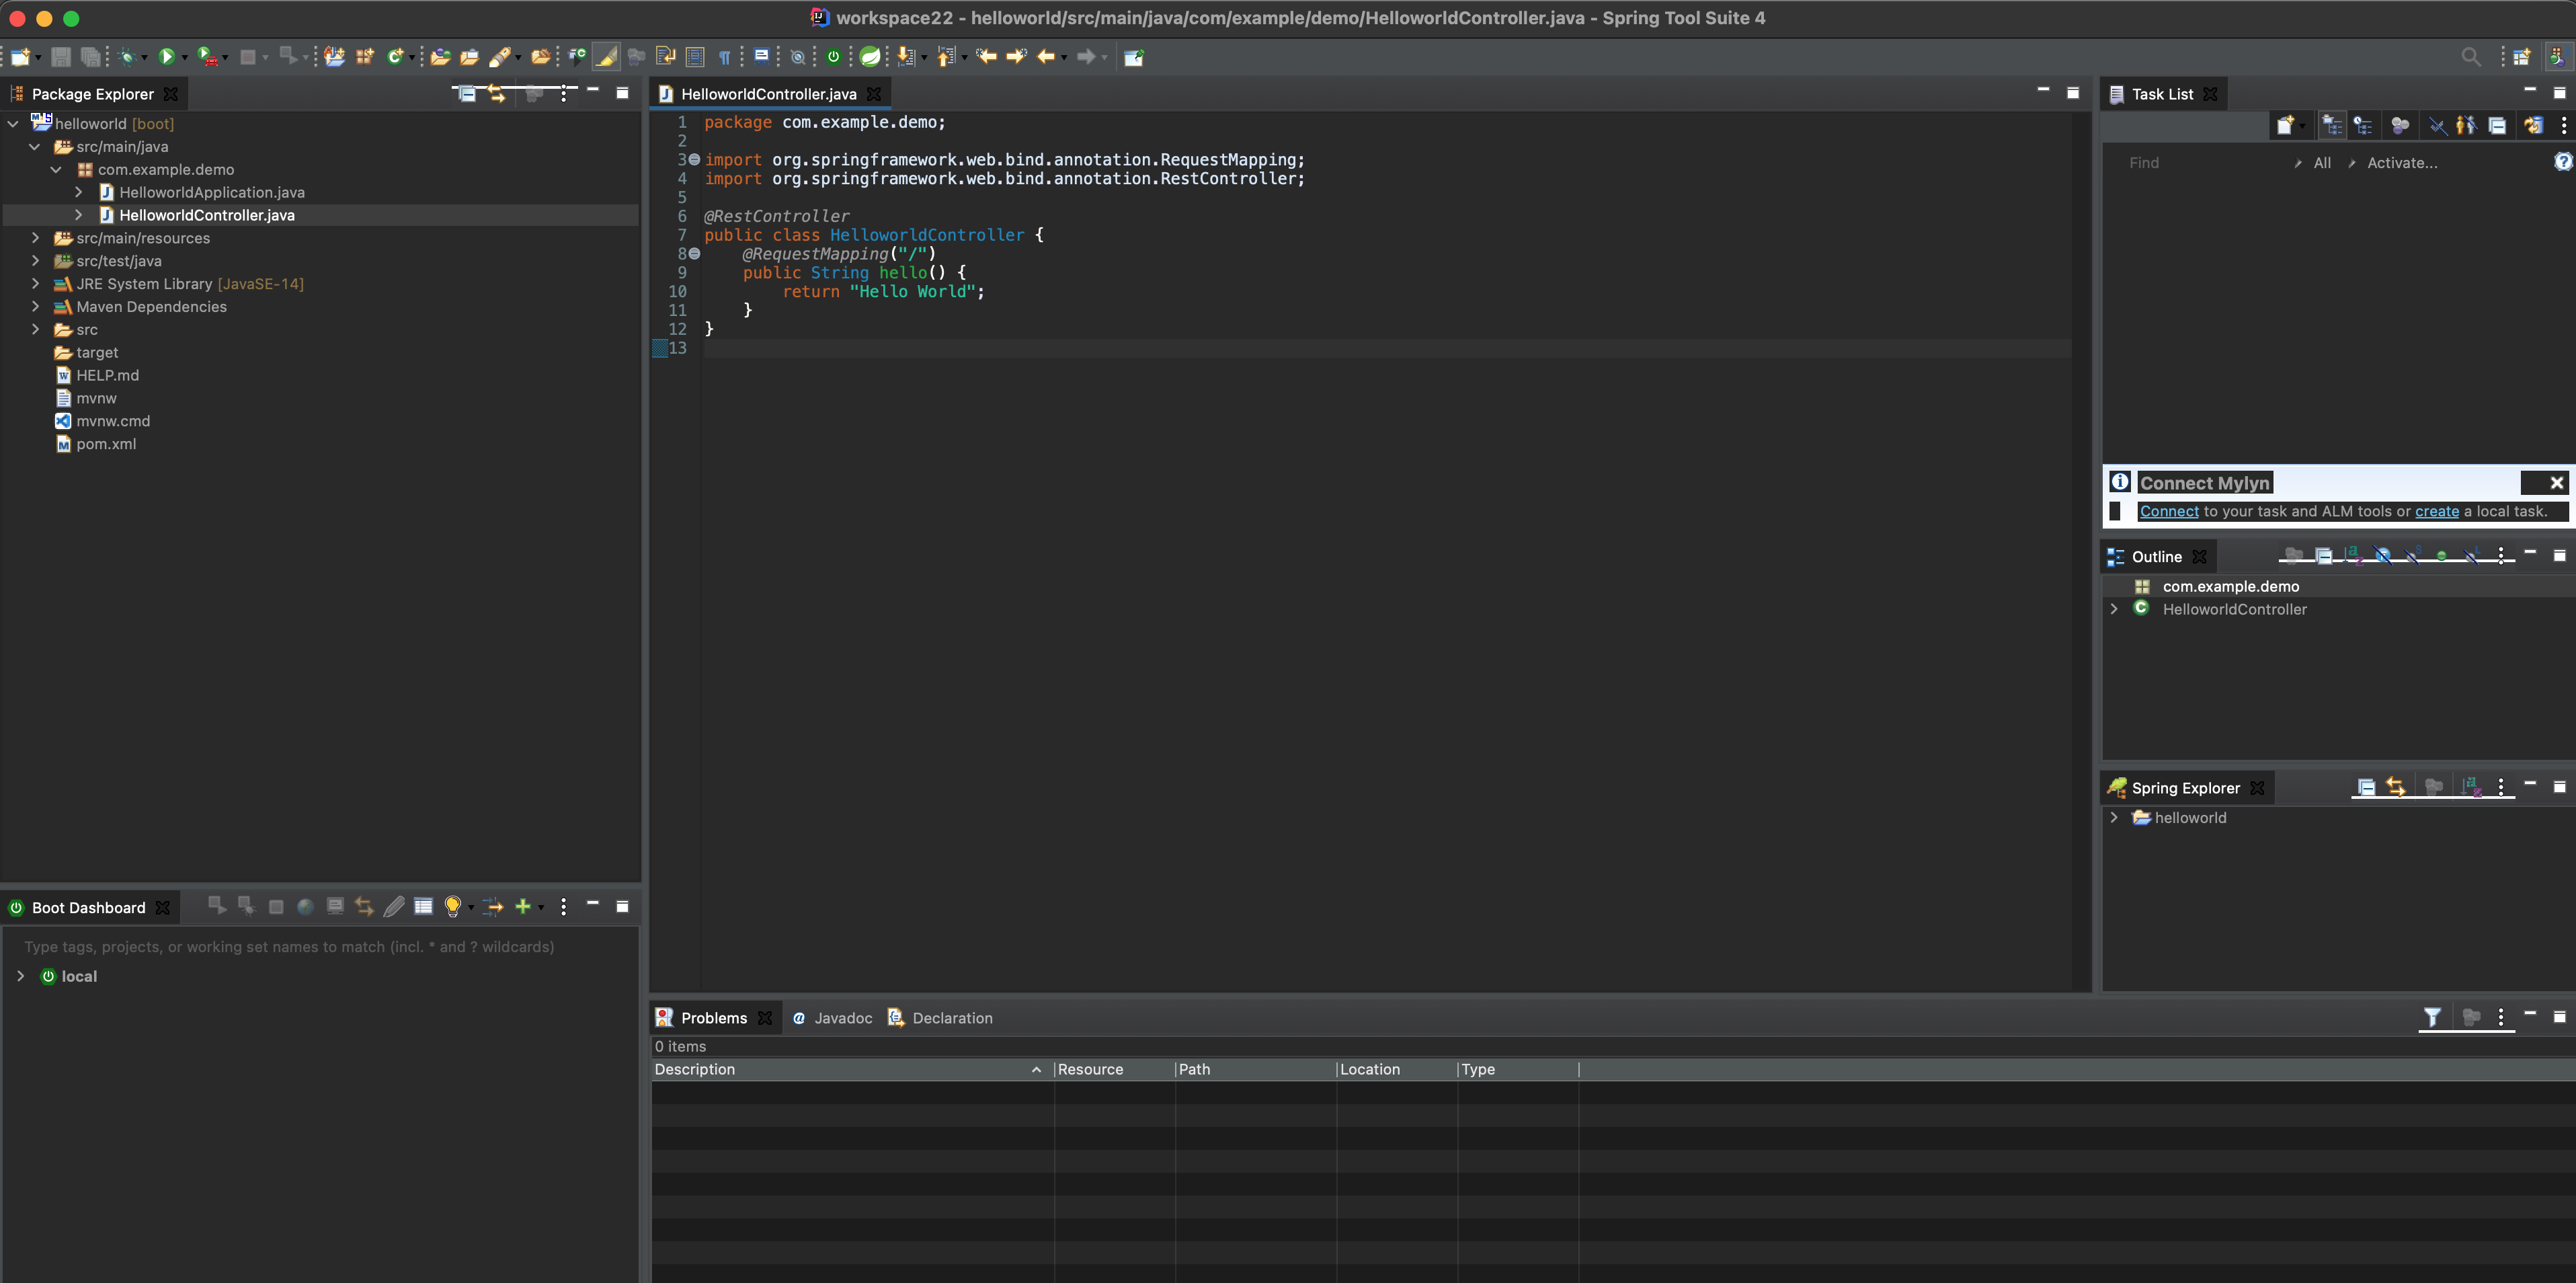 workspace22 - helloworld/src/main/java/com/example/demo/HelloworldController.java - Spring Tool Suite 4
Package Explorer
helloworld [boot]
src/main/java
com.example.demo
HelloworldApplication.java
HelloworldController.java
src/main/resources
src/test/java
JRE System Library [JavaSE-14]
Maven Dependencies
src
target
HELP.md
mvnw
mvnw.cmd
pom.xml
Boot Dashboard
Type tags, projects, or working set names to match (incl. * and ? wildcards)
local
HelloworldController.java
1 package com.example.demo;
2
3 import org.springframework.web.bind.annotation.RequestMapping;
4 import org.springframework.web.bind.annotation.RestController;
5
6 @RestController
7 public class HelloworldController {
8 @RequestMapping("/")
9 public String hello() {
10 return "Hello World";
11 }
12 }
13
Problems Javadoc Declaration
0 items
Description Resource Path Location Type
Task List
Find All Activate...
Connect Mylyn
Connect to your task and ALM tools or create a local task.
Outline
com.example.demo
HelloworldController
Spring Explorer
helloworld